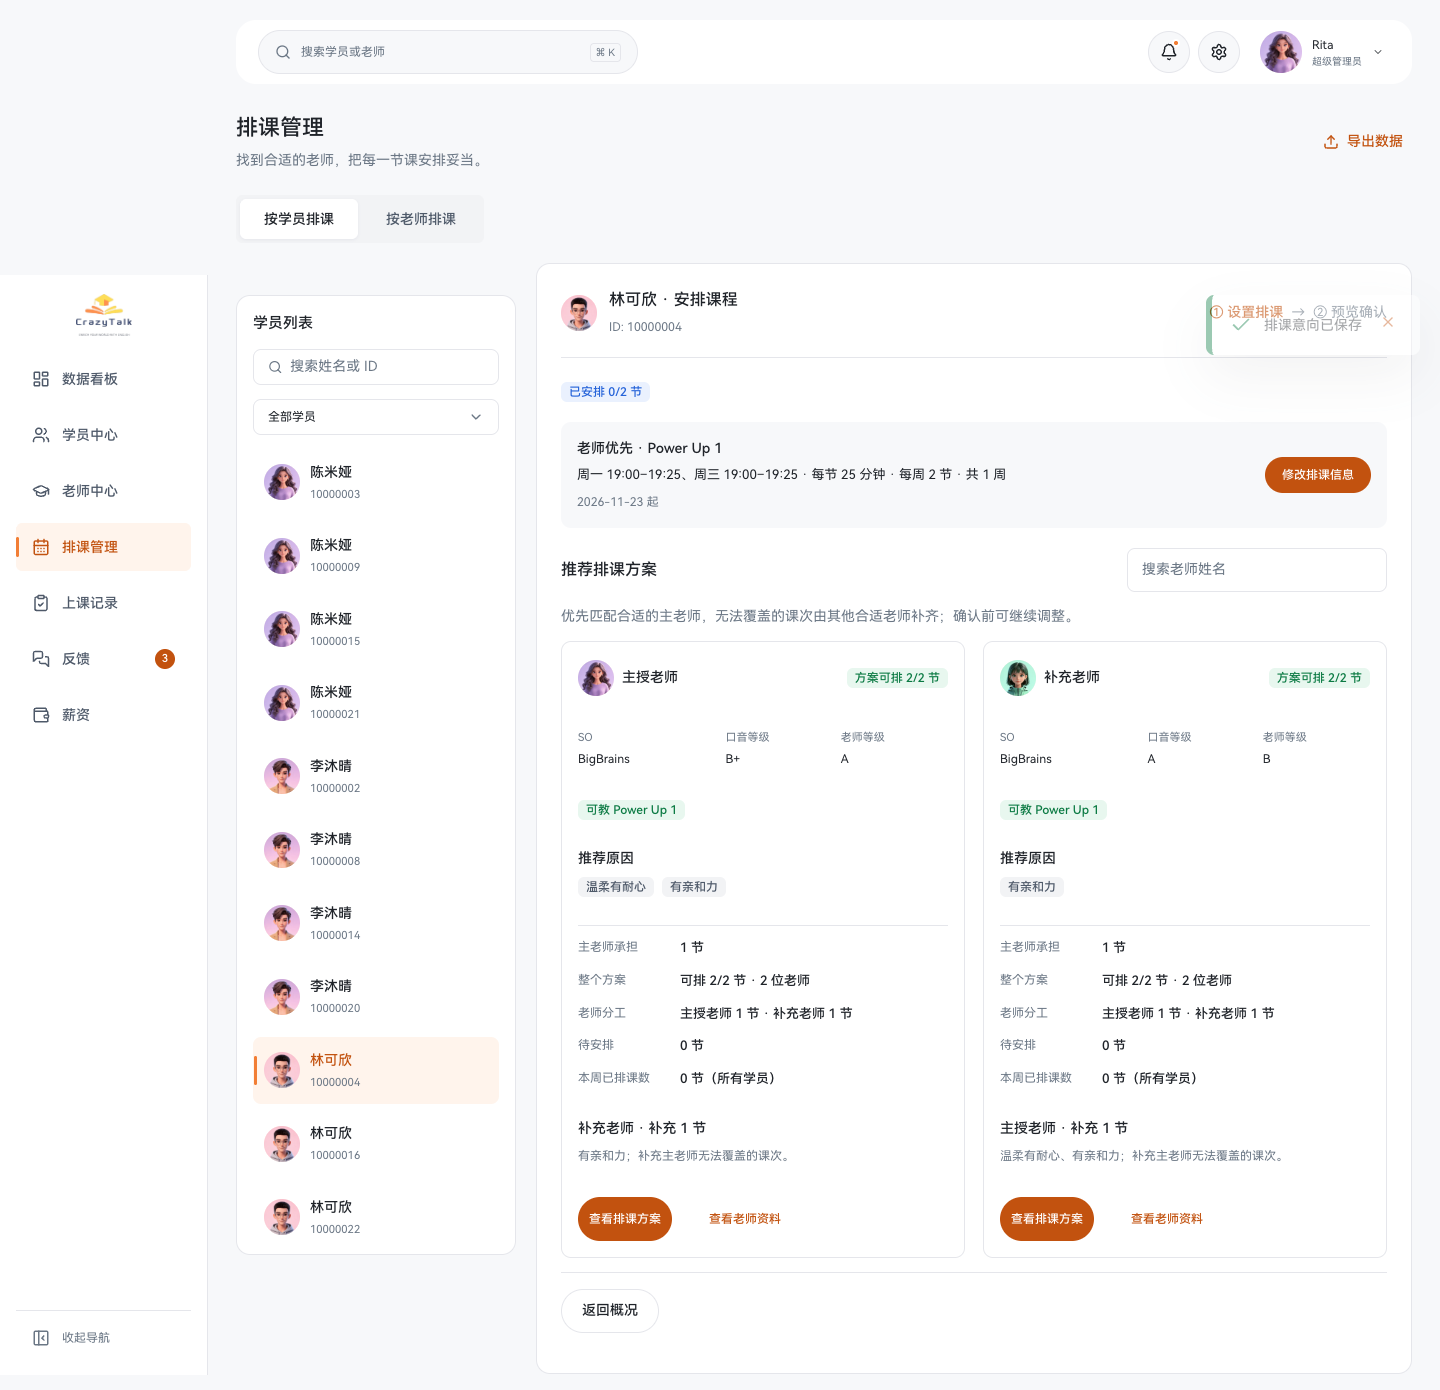 搜索学员或老师
⌘ K
Rita
超级管理员
排课管理
找到合适的老师，把每一节课安排妥当。
导出数据
按学员排课
按老师排课
CrazyTalk
数据看板
学员中心
老师中心
排课管理
上课记录
反馈
3
薪资
收起导航
学员列表
搜索姓名或 ID
全部学员
陈米娅
10000003
陈米娅
10000009
陈米娅
10000015
陈米娅
10000021
李沐晴
10000002
李沐晴
10000008
李沐晴
10000014
李沐晴
10000020
林可欣
10000004
林可欣
10000016
林可欣
10000022
林可欣 · 安排课程
ID: 10000004
① 设置排课 → ② 预览确认
排课意向已保存
已安排 0/2 节
老师优先 · Power Up 1
周一 19:00–19:25、周三 19:00–19:25 · 每节 25 分钟 · 每周 2 节 · 共 1 周
2026-11-23 起
修改排课信息
推荐排课方案
搜索老师姓名
优先匹配合适的主老师，无法覆盖的课次由其他合适老师补齐；确认前可继续调整。
主授老师
方案可排 2/2 节
SO
口音等级
老师等级
BigBrains
B+
A
可教 Power Up 1
推荐原因
温柔有耐心
有亲和力
主老师承担
1 节
整个方案
可排 2/2 节 · 2 位老师
老师分工
主授老师 1 节 · 补充老师 1 节
待安排
0 节
本周已排课数
0 节（所有学员）
补充老师 · 补充 1 节
有亲和力；补充主老师无法覆盖的课次。
查看排课方案
查看老师资料
补充老师
方案可排 2/2 节
SO
口音等级
老师等级
BigBrains
A
B
可教 Power Up 1
推荐原因
有亲和力
主老师承担
1 节
整个方案
可排 2/2 节 · 2 位老师
老师分工
主授老师 1 节 · 补充老师 1 节
待安排
0 节
本周已排课数
0 节（所有学员）
主授老师 · 补充 1 节
温柔有耐心、有亲和力；补充主老师无法覆盖的课次。
查看排课方案
查看老师资料
返回概况